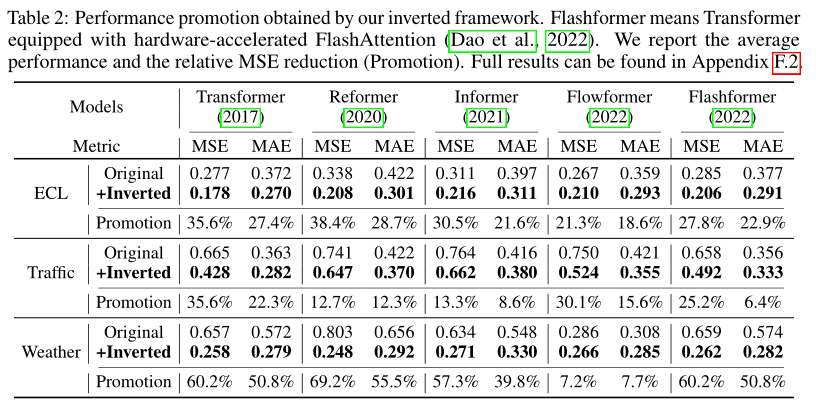 Table 2: Performance promotion obtained by our inverted framework. Flashformer means Transformer
equipped with hardware-accelerated FlashAttention (Dao et al., 2022). We report the average
performance and the relative MSE reduction (Promotion). Full results can be found in Appendix F.2.
Models Transformer (2017) Reformer (2020) Informer (2021) Flowformer (2022) Flashformer (2022)
Metric MSE MAE MSE MAE MSE MAE MSE MAE MSE MAE
ECL Original 0.277 0.372 0.338 0.422 0.311 0.397 0.267 0.359 0.285 0.377
+Inverted 0.178 0.270 0.208 0.301 0.216 0.311 0.210 0.293 0.206 0.291
Promotion 35.6% 27.4% 38.4% 28.7% 30.5% 21.6% 21.3% 18.6% 27.8% 22.9%
Traffic Original 0.665 0.363 0.741 0.422 0.764 0.416 0.750 0.421 0.658 0.356
+Inverted 0.428 0.282 0.647 0.370 0.662 0.380 0.524 0.355 0.492 0.333
Promotion 35.6% 22.3% 12.7% 12.3% 13.3% 8.6% 30.1% 15.6% 25.2% 6.4%
Weather Original 0.657 0.572 0.803 0.656 0.634 0.548 0.286 0.308 0.659 0.574
+Inverted 0.258 0.279 0.248 0.292 0.271 0.330 0.266 0.285 0.262 0.282
Promotion 60.2% 50.8% 69.2% 55.5% 57.3% 39.8% 7.2% 7.7% 60.2% 50.8%